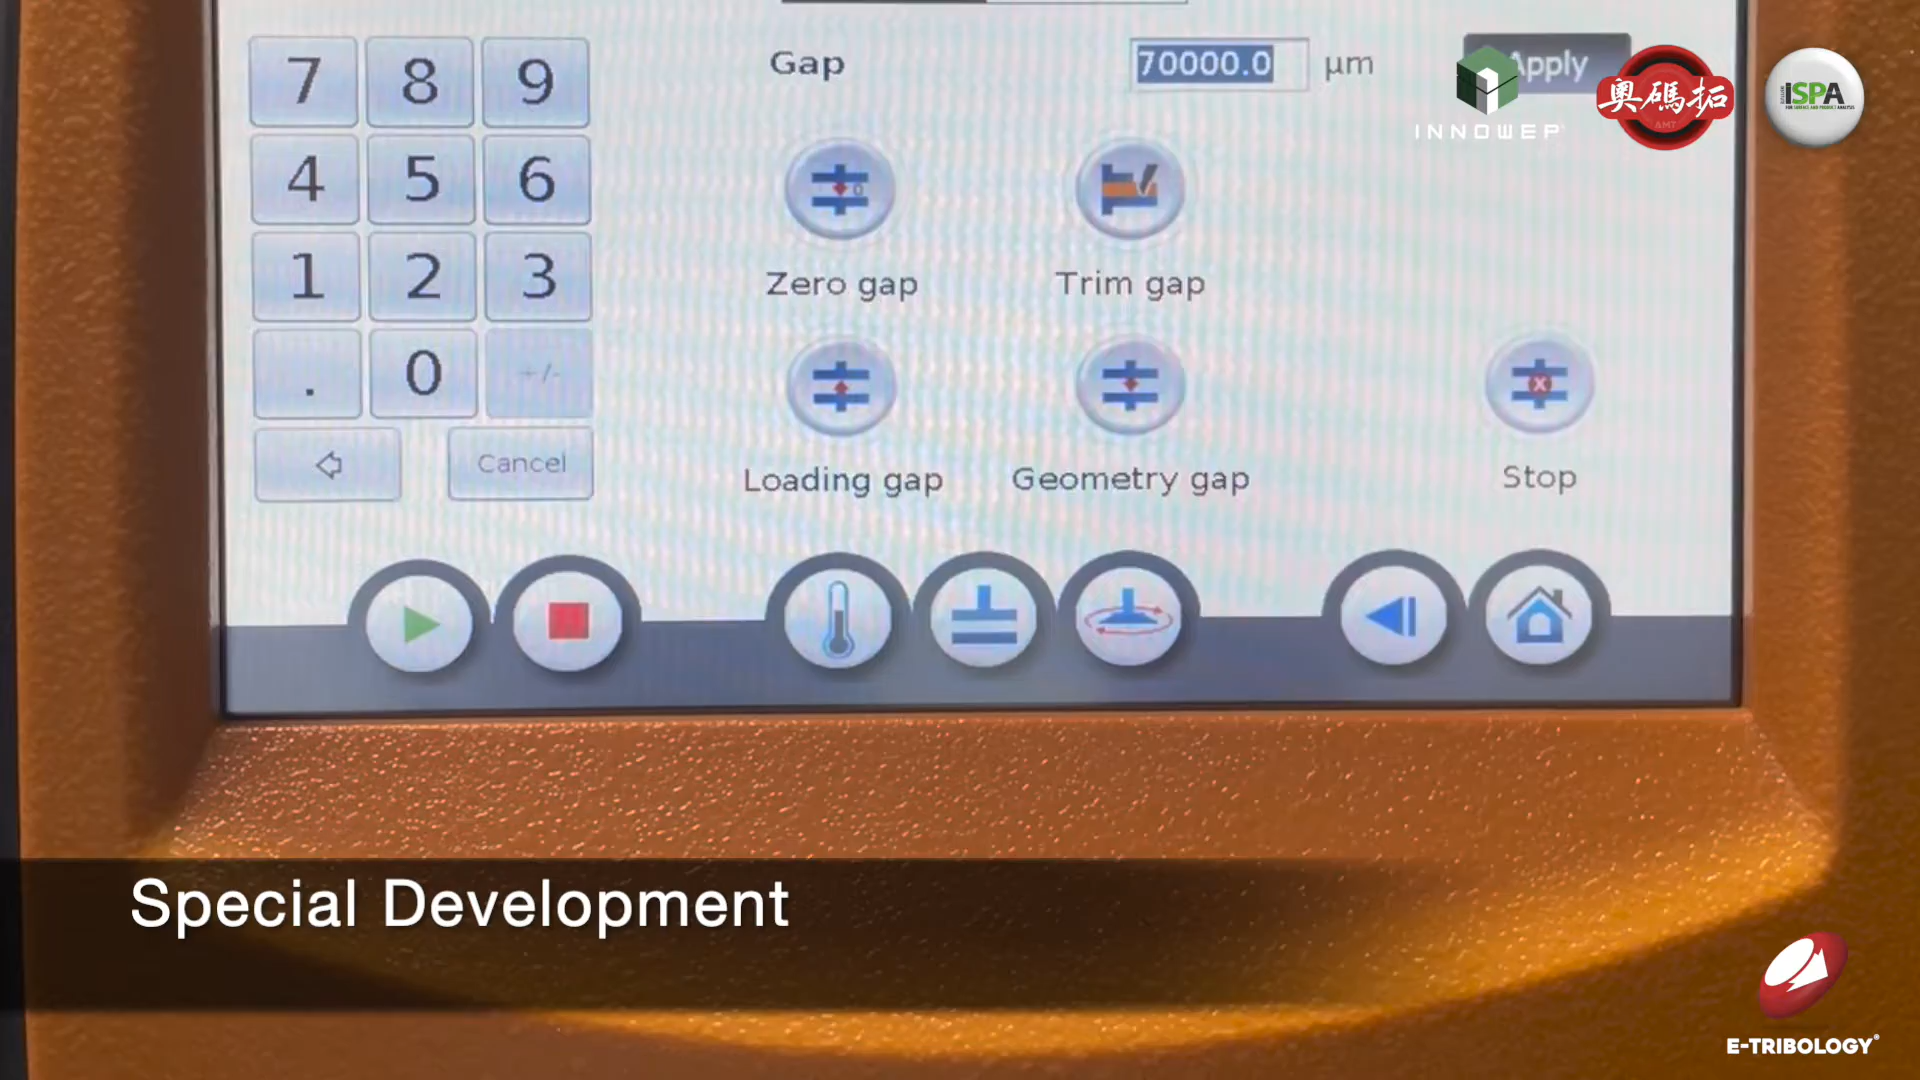 7 8 9
Gap 70000.0 µm Apply
INNOWEP
奥碼拓
AMT
ISPA
4 5 6
Zero gap Trim gap
1 2 3
. 0 +/-
Cancel
Loading gap Geometry gap Stop
Special Development
E-TRIBOLOGY®